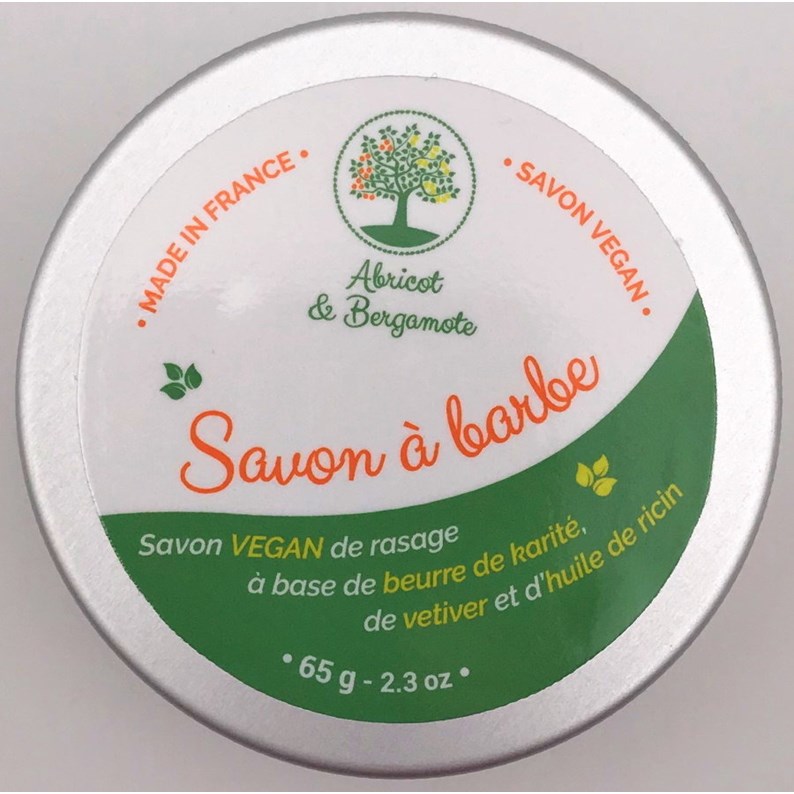 • MADE IN FRANCE •
• SAVON VEGAN •
Abricot
& Bergamote
Savon à barbe
Savon VEGAN de rasage
à base de beurre de karité,
de vetiver et d'huile de ricin
• 65 g - 2.3 oz •